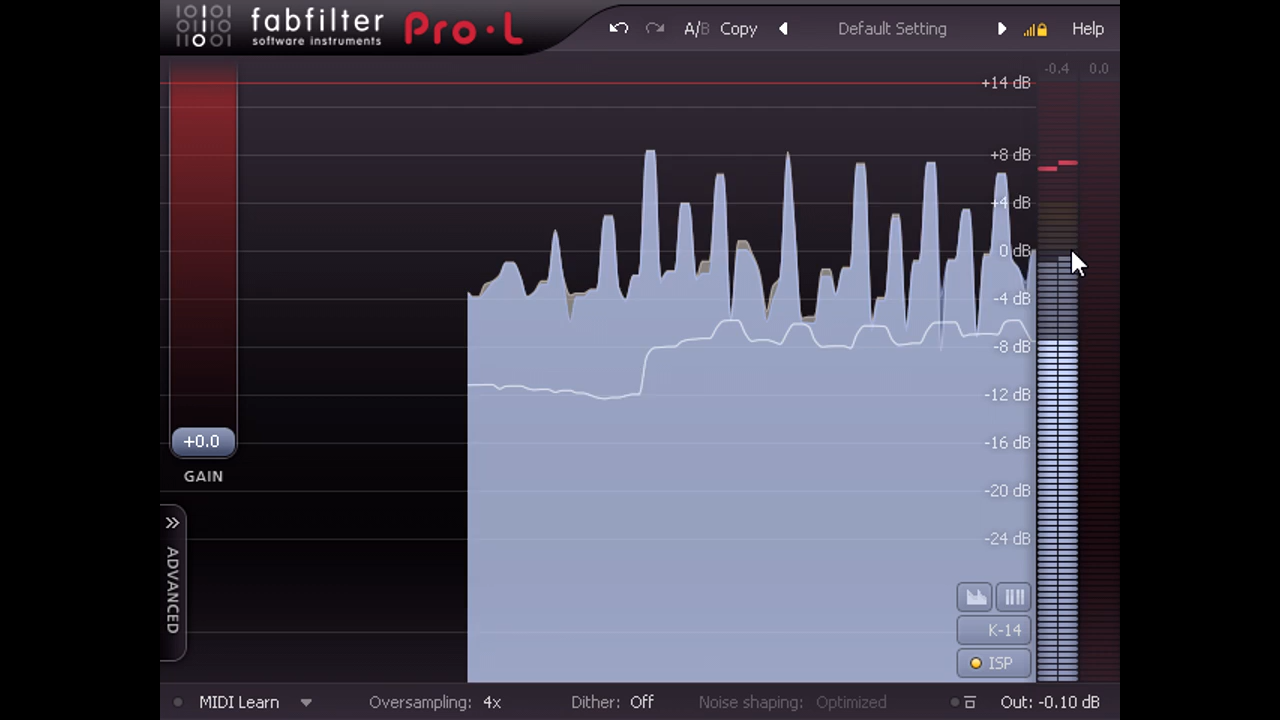 fabfilter
software instruments
Pro·L
A/B Copy
Default Setting
Help
-0.4 0.0
+14 dB
+8 dB
+4 dB
0 dB
-4 dB
-8 dB
-12 dB
-16 dB
-20 dB
-24 dB
+0.0
GAIN
ADVANCED
K-14
ISP
MIDI Learn
Oversampling: 4x
Dither: Off
Noise shaping: Optimized
Out: -0.10 dB